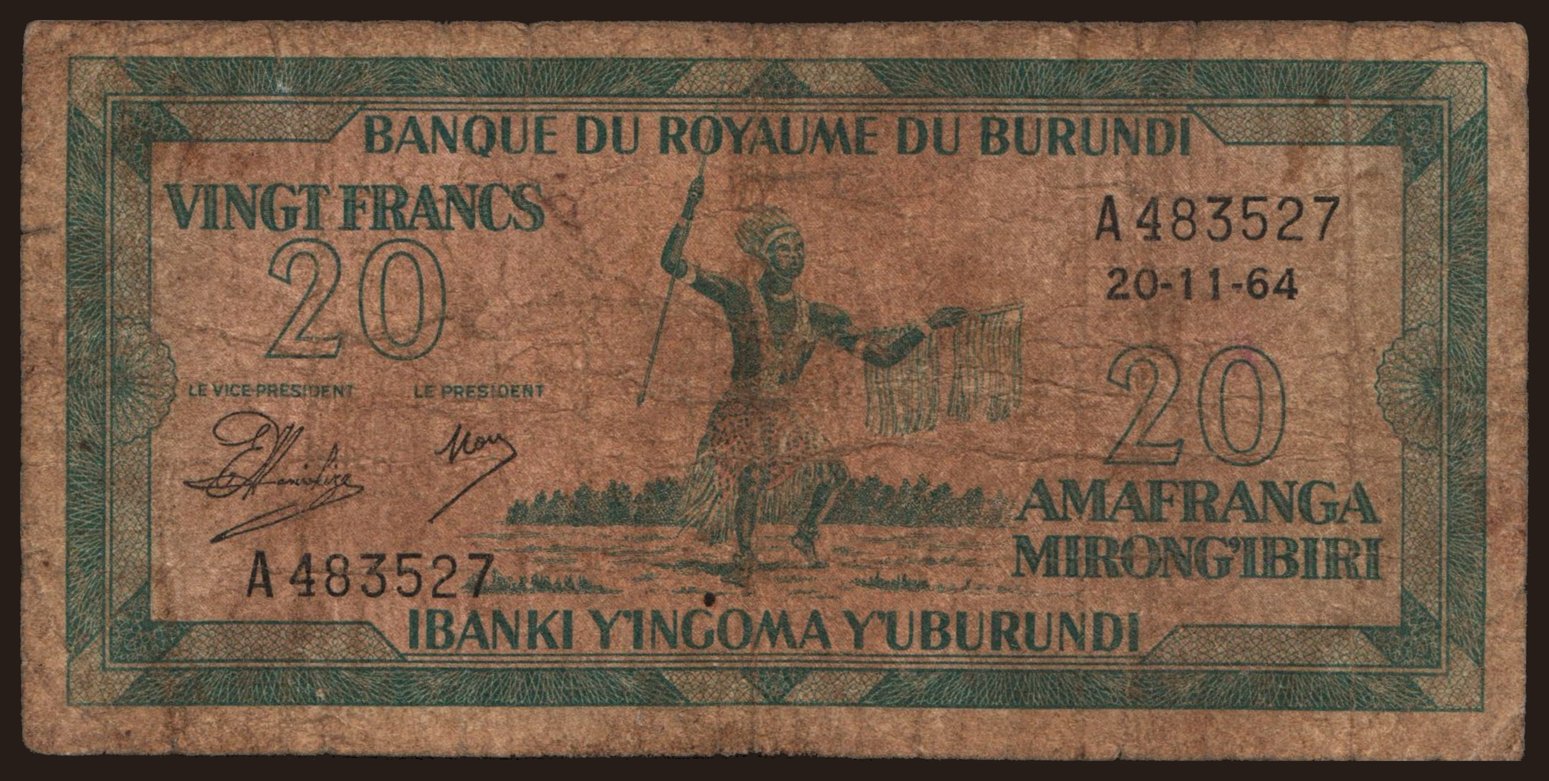 BANQUE DU ROYAUME DU BURUNDI
VINGT FRANCS
20
A 483527
20-11-64
LE VICE-PRESIDENT
LE PRESIDENT
20
AMAFRANGA
MIRONG'IBIRI
A 483527
IBANKI Y'INGOMA Y'UBURUNDI